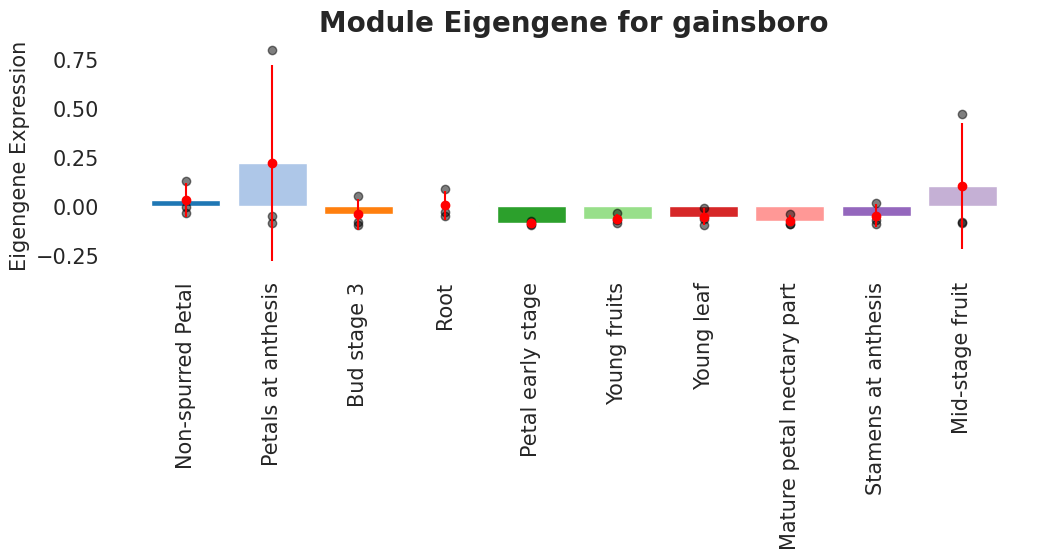 Module Eigengene for gainsboro
Eigengene Expression
0.75
0.50
0.25
0.00
−0.25
Non-spurred Petal
Petals at anthesis
Bud stage 3
Root
Petal early stage
Young fruits
Young leaf
Mature petal nectary part
Stamens at anthesis
Mid-stage fruit